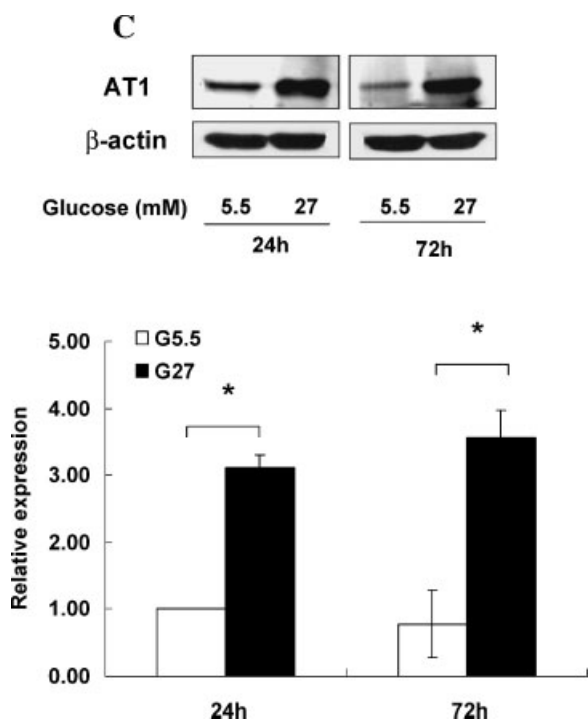 C
AT1
β-actin
Glucose (mM) 5.5 27 5.5 27
24h 72h
G5.5
G27
* *
5.00
4.00
3.00
2.00
1.00
0.00
Relative expression
24h 72h